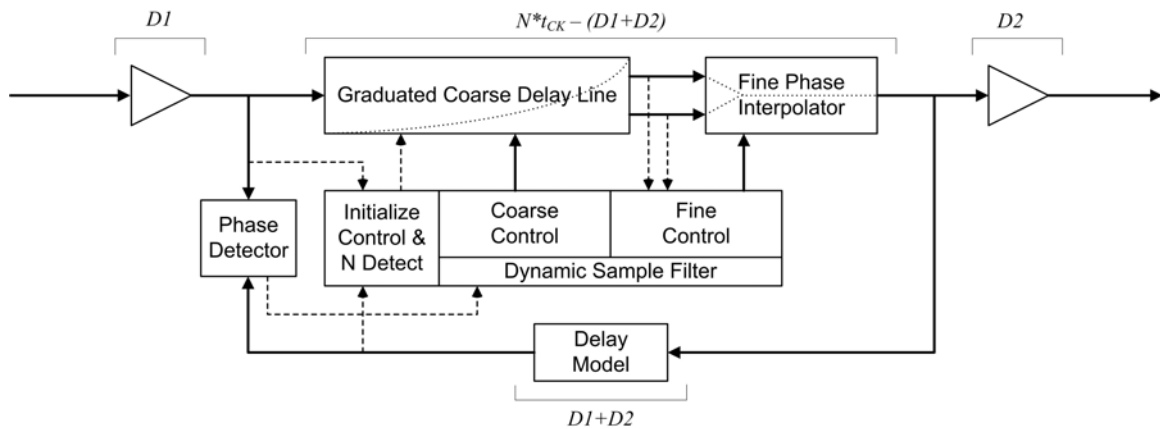 D1
N*tCK – (D1+D2)
D2
Graduated Coarse Delay Line
Fine Phase
Interpolator
Phase
Detector
Initialize
Control &
N Detect
Coarse
Control
Fine
Control
Dynamic Sample Filter
Delay
Model
D1+D2